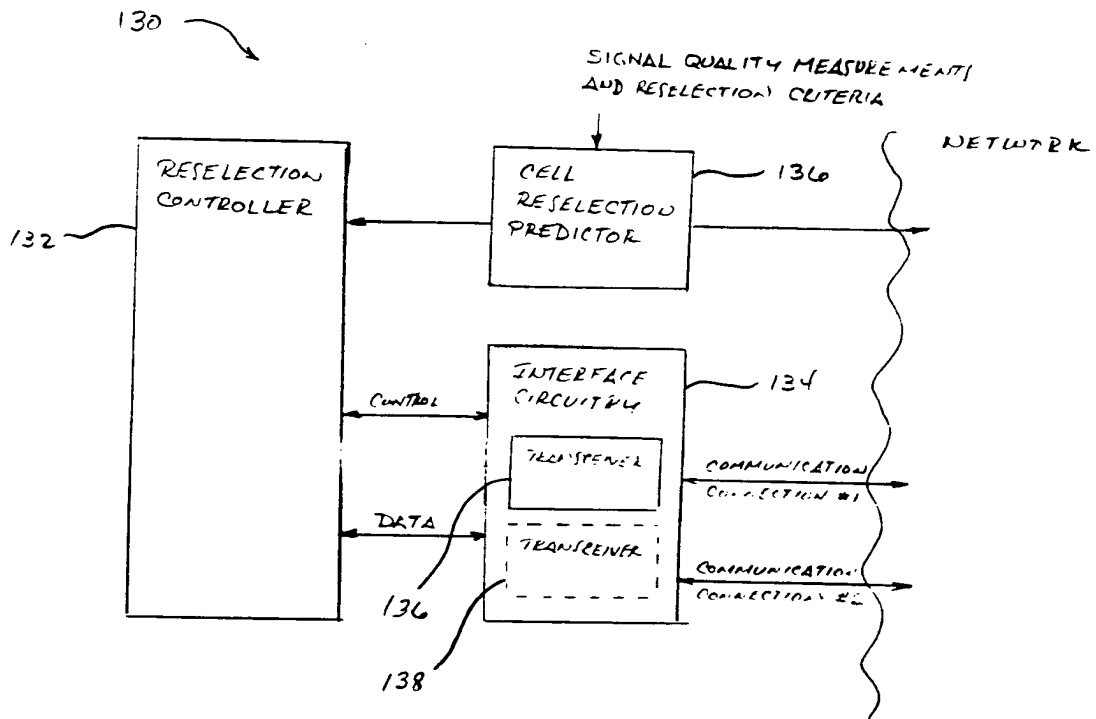 130
SIGNAL QUALITY MEASUREMENTS
AND RESELECTION CRITERIA
NETWORK
RESELECTION
CONTROLLER
132
CELL
RESELECTION
PREDICTOR
136
INTERFACE
CIRCUITRY
134
CONTROL
TRANSCEIVER
COMMUNICATION
CONNECTION #1
DATA
TRANSCEIVER
COMMUNICATION
CONNECTION #2
136
138